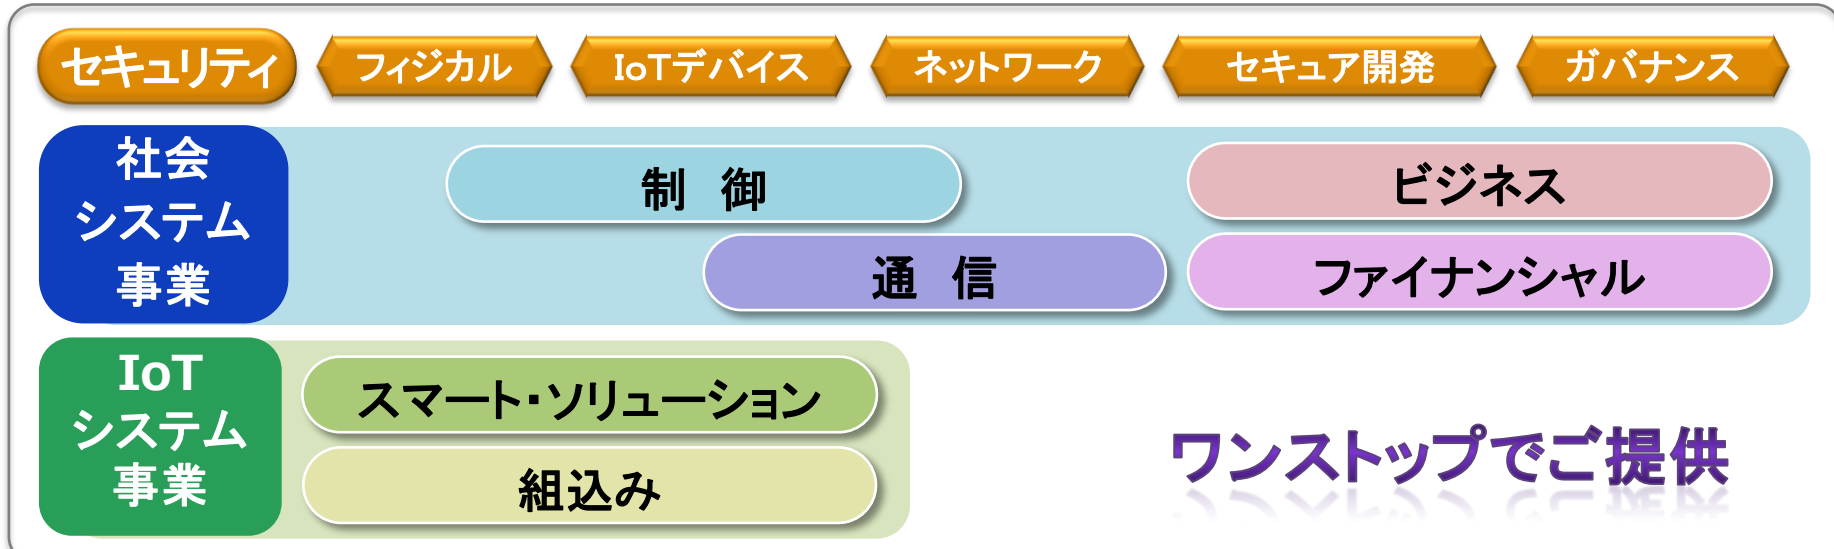 セキュリティ
フィジカル
IoTデバイス
ネットワーク
セキュア開発
ガバナンス
社会
システム
事業
制 御
ビジネス
通 信
ファイナンシャル
IoT
システム
事業
スマート・ソリューション
組込み
ワンストップでご提供